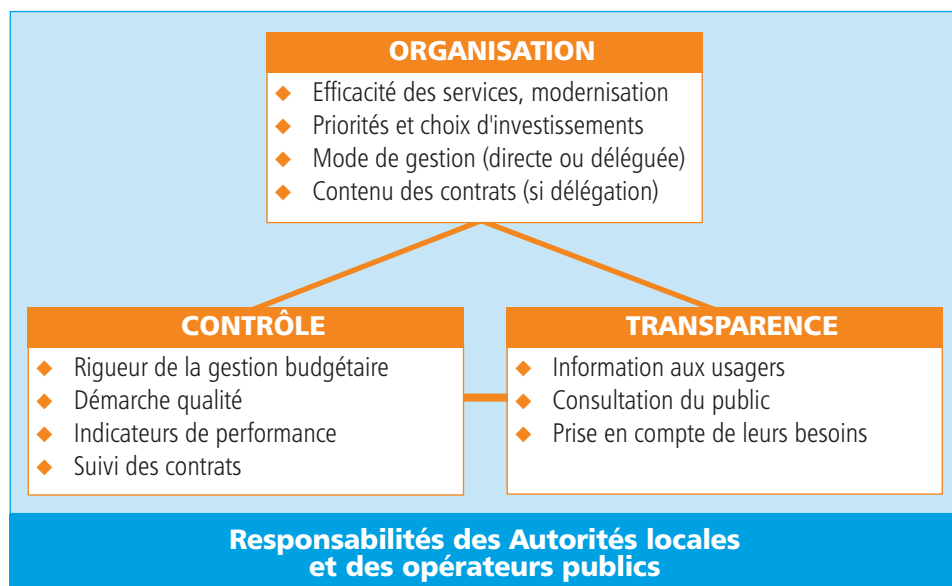 ORGANISATION
◆ Efficacité des services, modernisation
◆ Priorités et choix d'investissements
◆ Mode de gestion (directe ou déléguée)
◆ Contenu des contrats (si délégation)
CONTRÔLE
◆ Rigueur de la gestion budgétaire
◆ Démarche qualité
◆ Indicateurs de performance
◆ Suivi des contrats
TRANSPARENCE
◆ Information aux usagers
◆ Consultation du public
◆ Prise en compte de leurs besoins
Responsabilités des Autorités locales
et des opérateurs publics